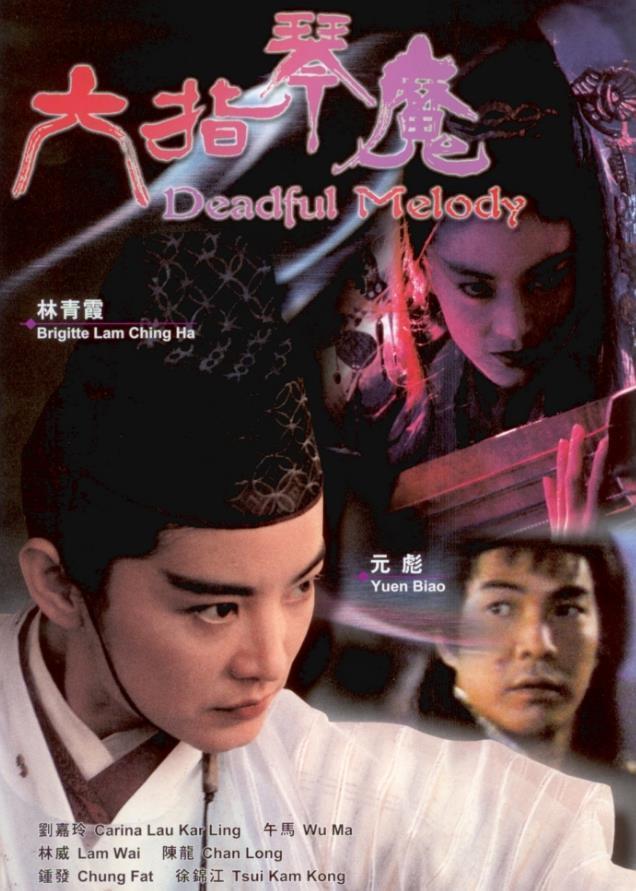 六指琴魔
Deadful Melody
林青霞
Brigitte Lam Ching Ha
元彪
Yuen Biao
劉嘉玲 Carina Lau Kar Ling 午馬 Wu Ma
林威 Lam Wai 陳龍 Chan Long
鍾發 Chung Fat 徐錦江 Tsui Kam Kong